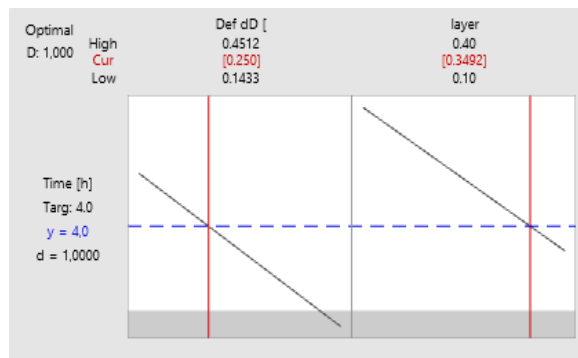 Optimal
D: 1,000
High
Cur
Low
Def dD [
0.4512
[0.250]
0.1433
layer
0.40
[0.3492]
0.10
Time [h]
Targ: 4.0
y = 4,0
d = 1,0000